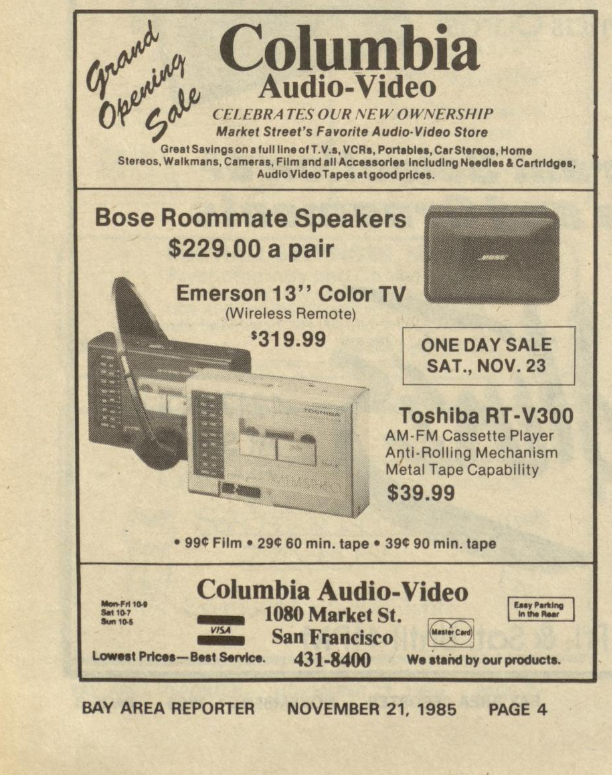 Grand
Opening
Sale
Columbia
Audio-Video
CELEBRATES OUR NEW OWNERSHIP
Market Street's Favorite Audio-Video Store
Great Savings on a full line of T.V.s, VCRs, Portables, Car Stereos, Home
Stereos, Walkmans, Cameras, Film and all Accessories including Needles & Cartridges,
Audio Video Tapes at good prices.
Bose Roommate Speakers
$229.00 a pair
BOSE
Emerson 13'' Color TV
(Wireless Remote)
$319.99
ONE DAY SALE
SAT., NOV. 23
TOSHIBA
Toshiba RT-V300
AM-FM Cassette Player
Anti-Rolling Mechanism
Metal Tape Capability
$39.99
• 99¢ Film • 29¢ 60 min. tape • 39¢ 90 min. tape
Columbia Audio-Video
Mon-Fri 10-9
Sat 10-7
Sun 10-5
VISA
1080 Market St.
San Francisco
431-8400
Master Card
Easy Parking
in the Rear
Lowest Prices—Best Service.
We stand by our products.
BAY AREA REPORTER NOVEMBER 21, 1985 PAGE 4